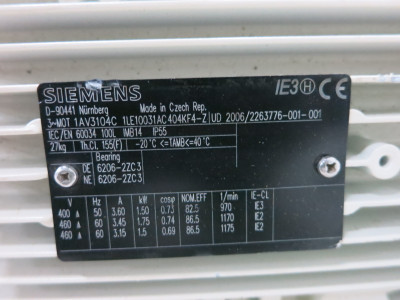 SIEMENS IE3 H
D-90441 Nürnberg Made in Czech Rep.
3~MOT 1AV3104C 1LE10031AC404KF4-Z UD 2006/2263776-001-001
IEC/EN 60034 100L IMB14 IP55
27kg Th.CL 155(F) -20°C <=TAMB<=40°C
Bearing
DE 6206-2ZC3
NE 6206-2ZC3
V Hz A kW cosφ NOM.EFF 1/min IE-CL
400 ⅄ 50 3.60 1.50 0.73 82.5 970 IE3
460 ⅄ 60 3.45 1.75 0.74 86.5 1170 IE2
460 ⅄ 60 3.15 1.5 0.69 86.5 1175 IE2